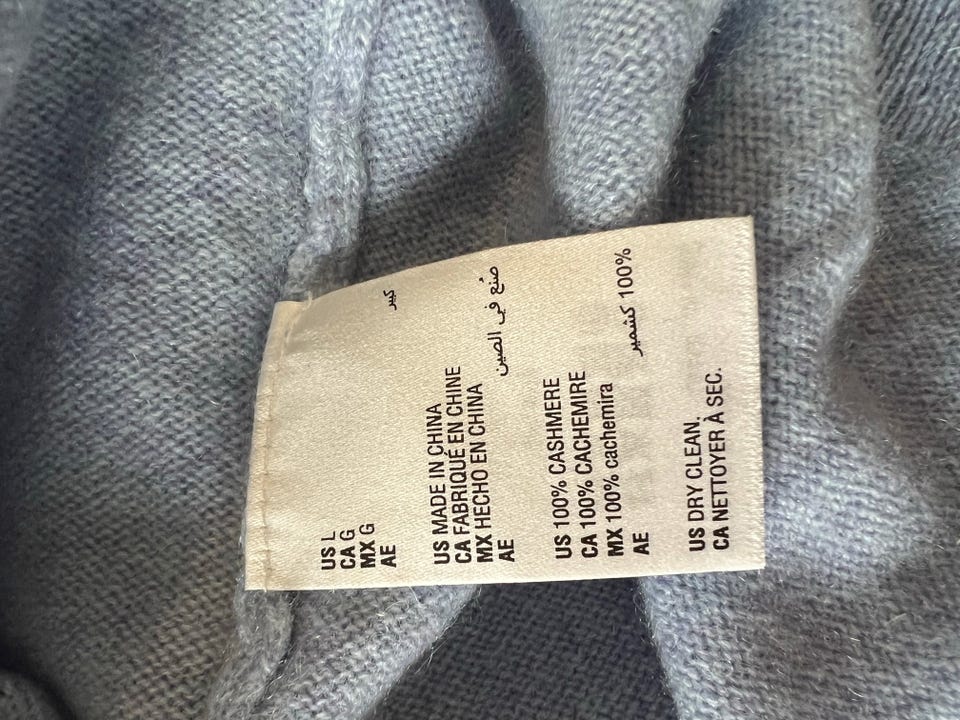 US L
CA G
MX G
AE كبير
US MADE IN CHINA
CA FABRIQUÉ EN CHINE
MX HECHO EN CHINA
AE صُنع في الصين
US 100% CASHMERE
CA 100% CACHEMIRE
MX 100% cachemira
AE 100% كشمير
US DRY CLEAN.
CA NETTOYER À SEC.